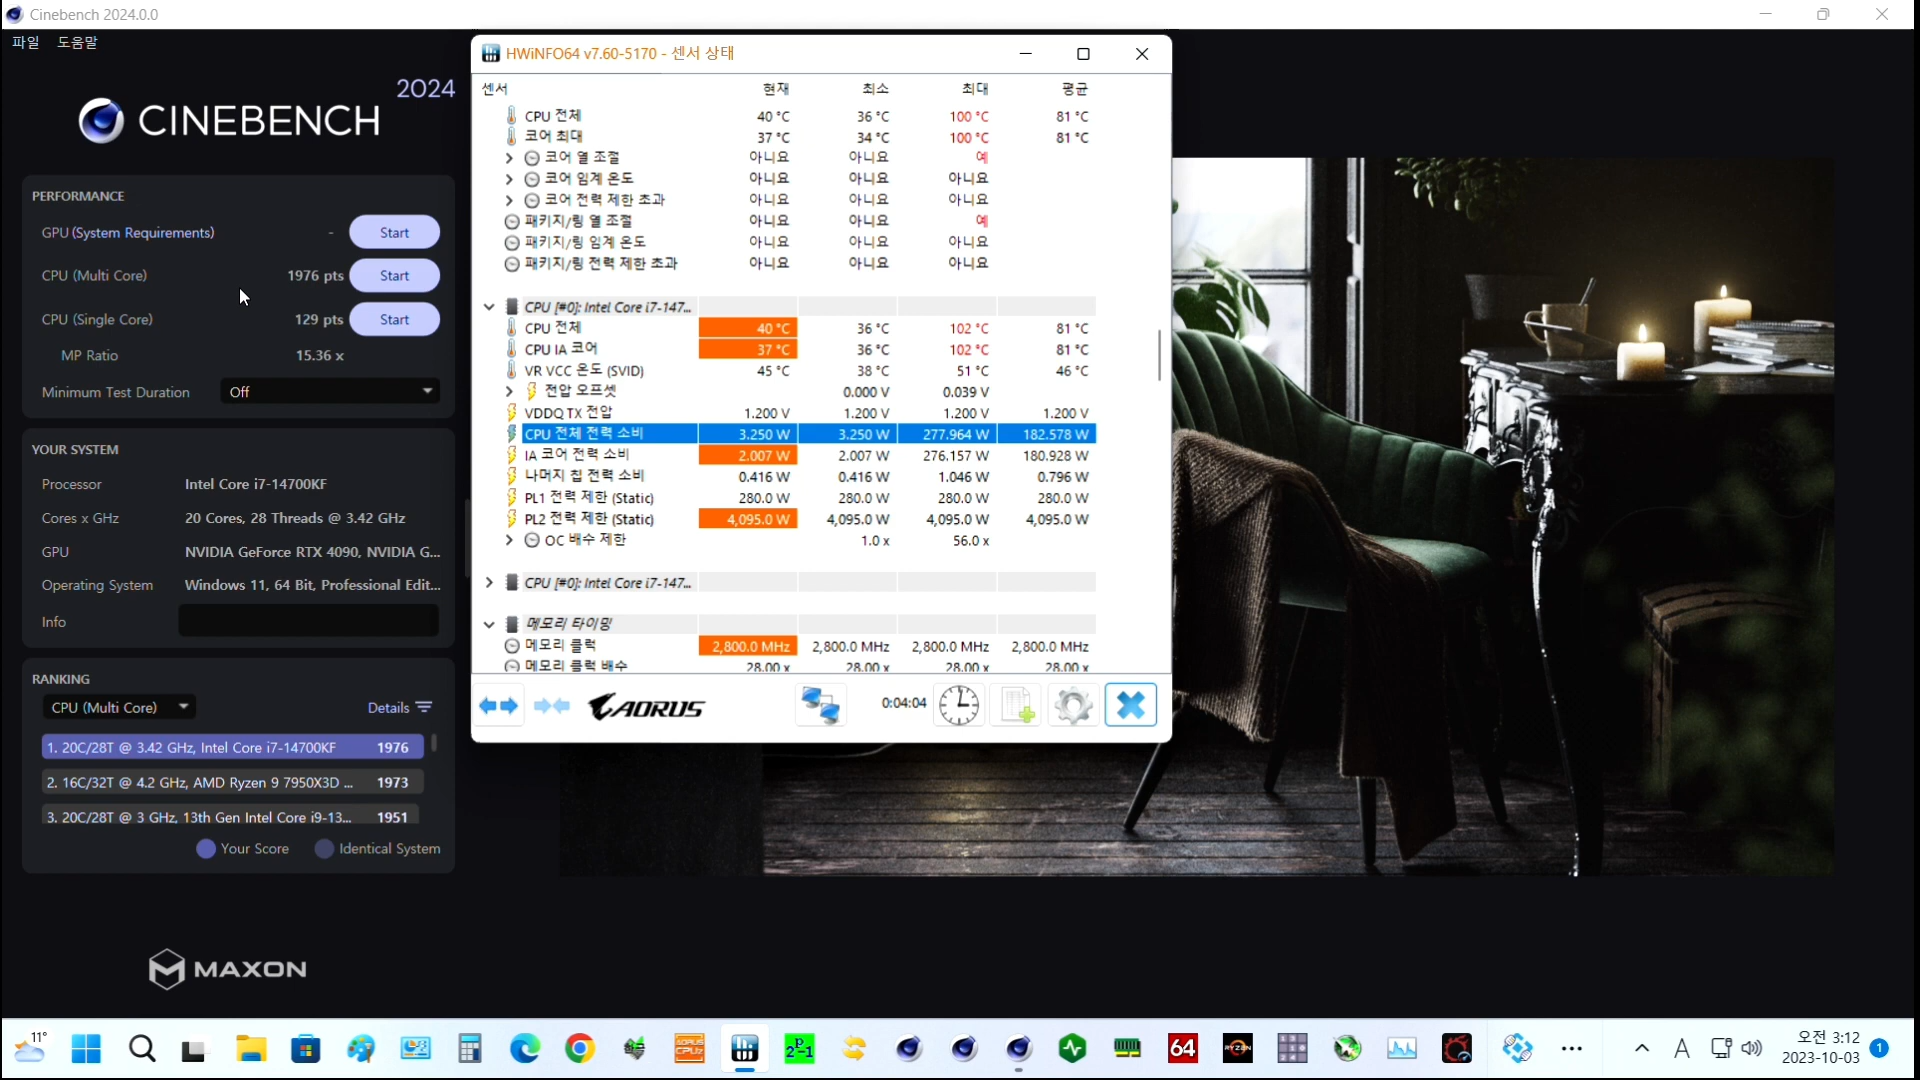 Cinebench 2024.0.0
파일 도움말
2024
CINEBENCH
PERFORMANCE
GPU (System Requirements) - Start
CPU (Multi Core) 1976 pts Start
CPU (Single Core) 129 pts Start
MP Ratio 15.36 x
Minimum Test Duration Off
YOUR SYSTEM
Processor Intel Core i7-14700KF
Cores x GHz 20 Cores, 28 Threads @ 3.42 GHz
GPU NVIDIA GeForce RTX 4090, NVIDIA G...
Operating System Windows 11, 64 Bit, Professional Edit...
Info
RANKING
CPU (Multi Core) Details
1. 20C/28T @ 3.42 GHz, Intel Core i7-14700KF 1976
2. 16C/32T @ 4.2 GHz, AMD Ryzen 9 7950X3D ... 1973
3. 20C/28T @ 3 GHz, 13th Gen Intel Core i9-13... 1951
Your Score Identical System
MAXON
HWiNFO64 v7.60-5170 - 센서 상태
센서 현재 최소 최대 평균
CPU 전체 40 °C 36 °C 100 °C 81 °C
코어 최대 37 °C 34 °C 100 °C 81 °C
코어 열 조절 아니요 아니요 예
코어 임계 온도 아니요 아니요 아니요
코어 전력 제한 초과 아니요 아니요 아니요
패키지/링 열 조절 아니요 아니요 예
패키지/링 임계 온도 아니요 아니요 아니요
패키지/링 전력 제한 초과 아니요 아니요 아니요
CPU [#0]: Intel Core i7-147...
CPU 전체 40 °C 36 °C 102 °C 81 °C
CPU IA 코어 37 °C 36 °C 102 °C 81 °C
VR VCC 온도 (SVID) 45 °C 38 °C 51 °C 46 °C
전압 오프셋 0.000 V 0.039 V
VDDQ TX 전압 1.200 V 1.200 V 1.200 V 1.200 V
CPU 전체 전력 소비 3.250 W 3.250 W 277.964 W 182.578 W
IA 코어 전력 소비 2.007 W 2.007 W 276.157 W 180.928 W
나머지 칩 전력 소비 0.416 W 0.416 W 1.046 W 0.796 W
PL1 전력 제한 (Static) 280.0 W 280.0 W 280.0 W 280.0 W
PL2 전력 제한 (Static) 4,095.0 W 4,095.0 W 4,095.0 W 4,095.0 W
OC 배수 제한 1.0 x 56.0 x
CPU [#0]: Intel Core i7-147...
메모리 타이밍
메모리 클럭 2,800.0 MHz 2,800.0 MHz 2,800.0 MHz 2,800.0 MHz
메모리 클럭 배수 28.00 x 28.00 x 28.00 x 28.00 x
AORUS 0:04:04
11°
AORUS
CPUZ
2ᴾ-1
64
RYZEN
A
오전 3:12
2023-10-03
1